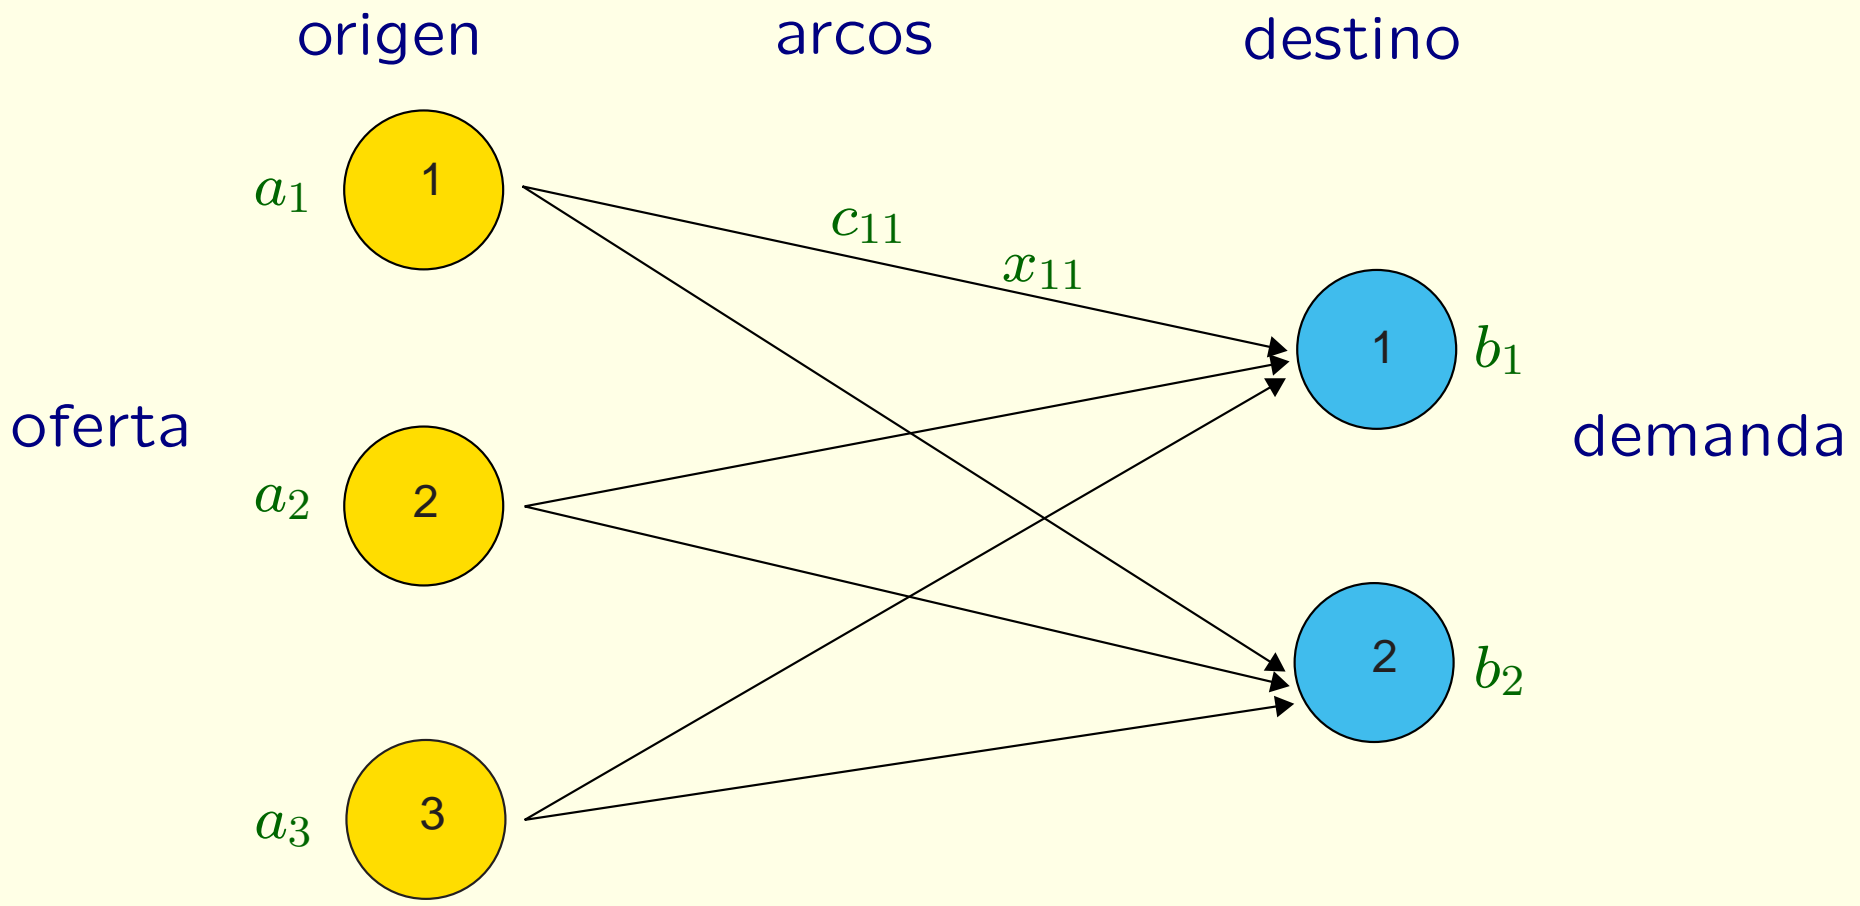 origen arcos destino
a₁ 1
c₁₁
x₁₁
1 b₁
oferta demanda
a₂ 2
2 b₂
a₃ 3